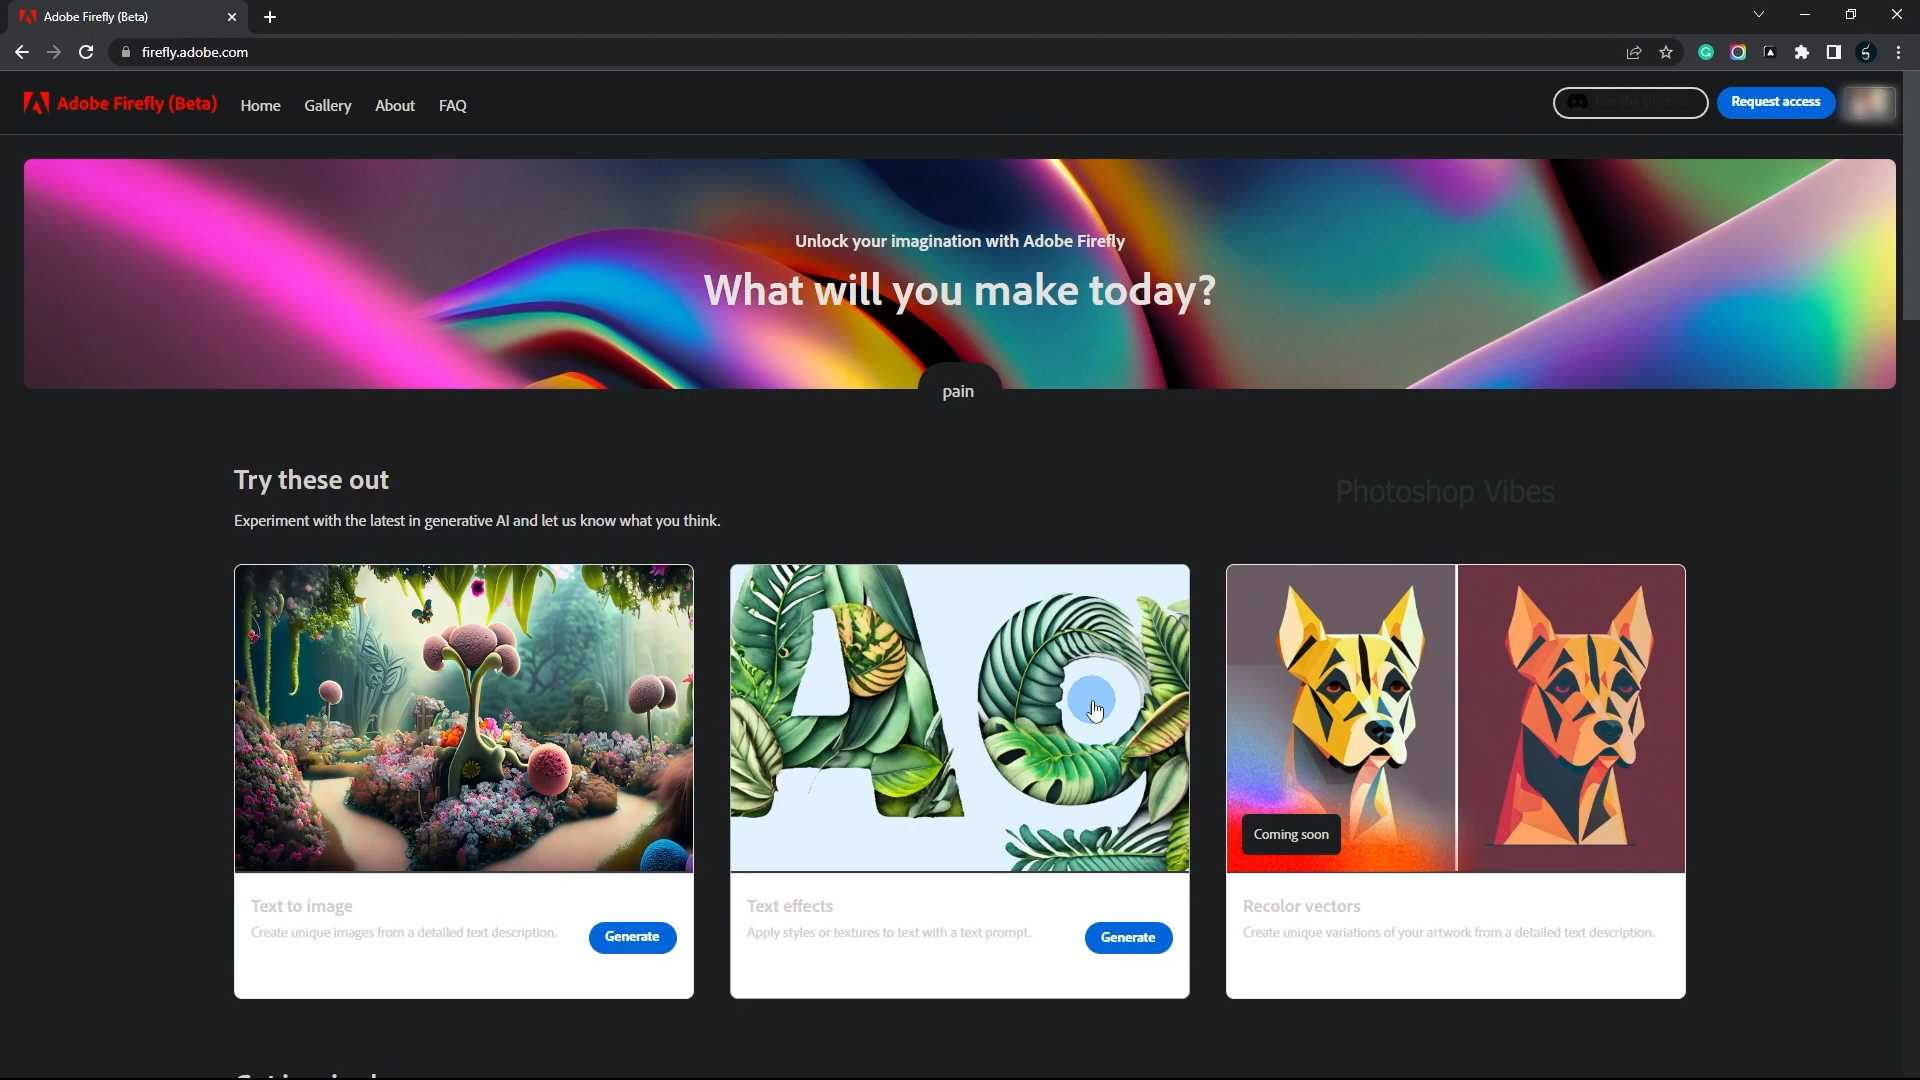 Adobe Firefly (Beta)
firefly.adobe.com
Adobe Firefly (Beta)
Home
Gallery
About
FAQ
Join the Discord
Request access
Unlock your imagination with Adobe Firefly
What will you make today?
pain
Try these out
Photoshop Vibes
Experiment with the latest in generative AI and let us know what you think.
A g
Coming soon
Text to image
Create unique images from a detailed text description.
Generate
Text effects
Apply styles or textures to text with a text prompt.
Generate
Recolor vectors
Create unique variations of your artwork from a detailed text description.